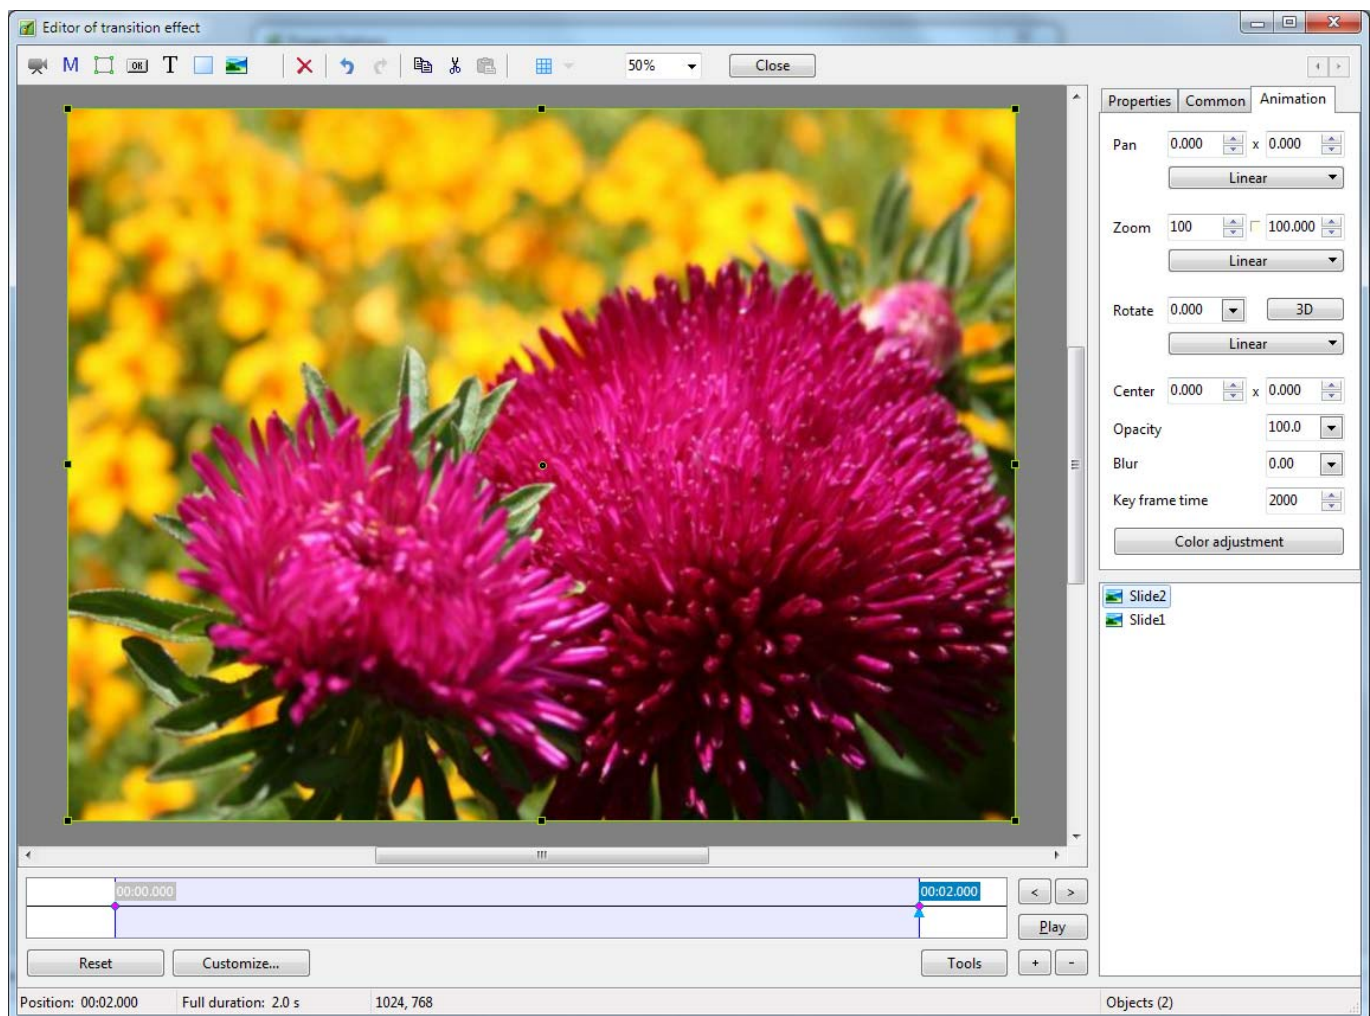 Editor of transition effect
M OK T 50% Close
Properties Common Animation
Pan 0.000 x 0.000
Linear
Zoom 100 100.000
Linear
Rotate 0.000 3D
Linear
Center 0.000 x 0.000
Opacity 100.0
Blur 0.00
Key frame time 2000
Color adjustment
Slide2
Slide1
00:00.000 00:02.000 < >
Play
Reset Customize... Tools + -
Position: 00:02.000 Full duration: 2.0 s 1024, 768 Objects (2)